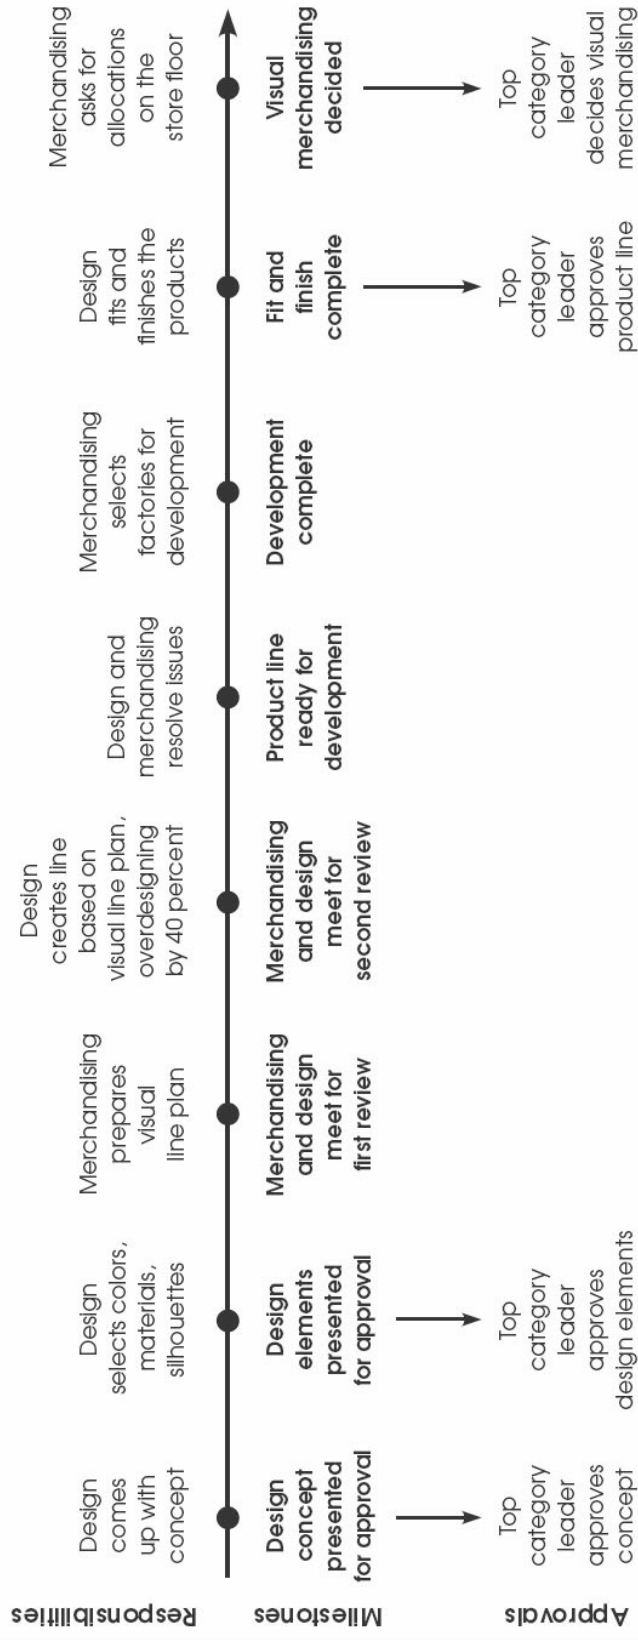 Responsibilities
Design
comes
up with
concept
Design
selects colors,
materials,
silhouettes
Merchandising
prepares
visual
line plan
Design
creates line
based on
visual line plan,
overdesigning
by 40 percent
Design and
merchandising
resolve issues
Merchandising
selects
factories for
development
Design
fits and
finishes the
products
Merchandising
asks for
allocations
on the
store floor
Milestones
Design
concept
presented
for approval
Design
elements
presented
for approval
Merchandising
and design
meet for
first review
Merchandising
and design
meet for
second review
Product line
ready for
development
Development
complete
Fit and
finish
complete
Visual
merchandising
decided
Approvals
Top
category
leader
approves
concept
Top
category
leader
approves
design elements
Top
category
leader
approves
product line
Top
category
leader
decides visual
merchandising